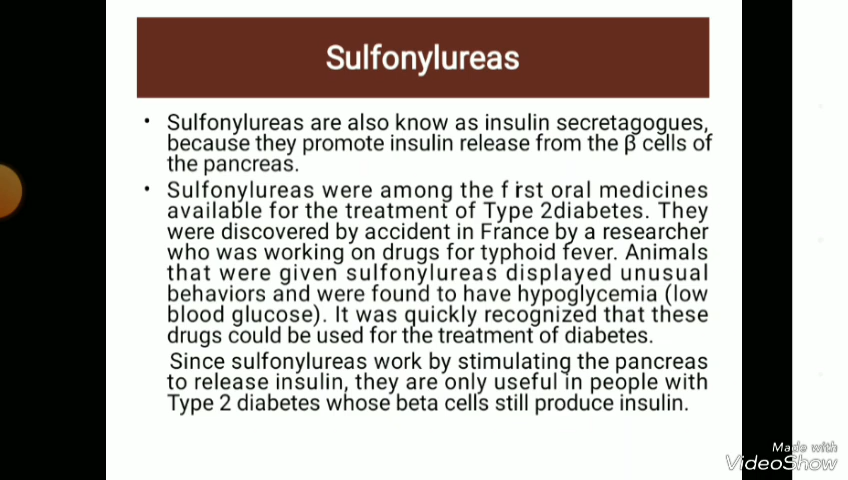 Sulfonylureas
• Sulfonylureas are also know as insulin secretagogues,
because they promote insulin release from the β cells of
the pancreas.
• Sulfonylureas were among the first oral medicines
available for the treatment of Type 2diabetes. They
were discovered by accident in France by a researcher
who was working on drugs for typhoid fever. Animals
that were given sulfonylureas displayed unusual
behaviors and were found to have hypoglycemia (low
blood glucose). It was quickly recognized that these
drugs could be used for the treatment of diabetes.
Since sulfonylureas work by stimulating the pancreas
to release insulin, they are only useful in people with
Type 2 diabetes whose beta cells still produce insulin.
Made with
VideoShow